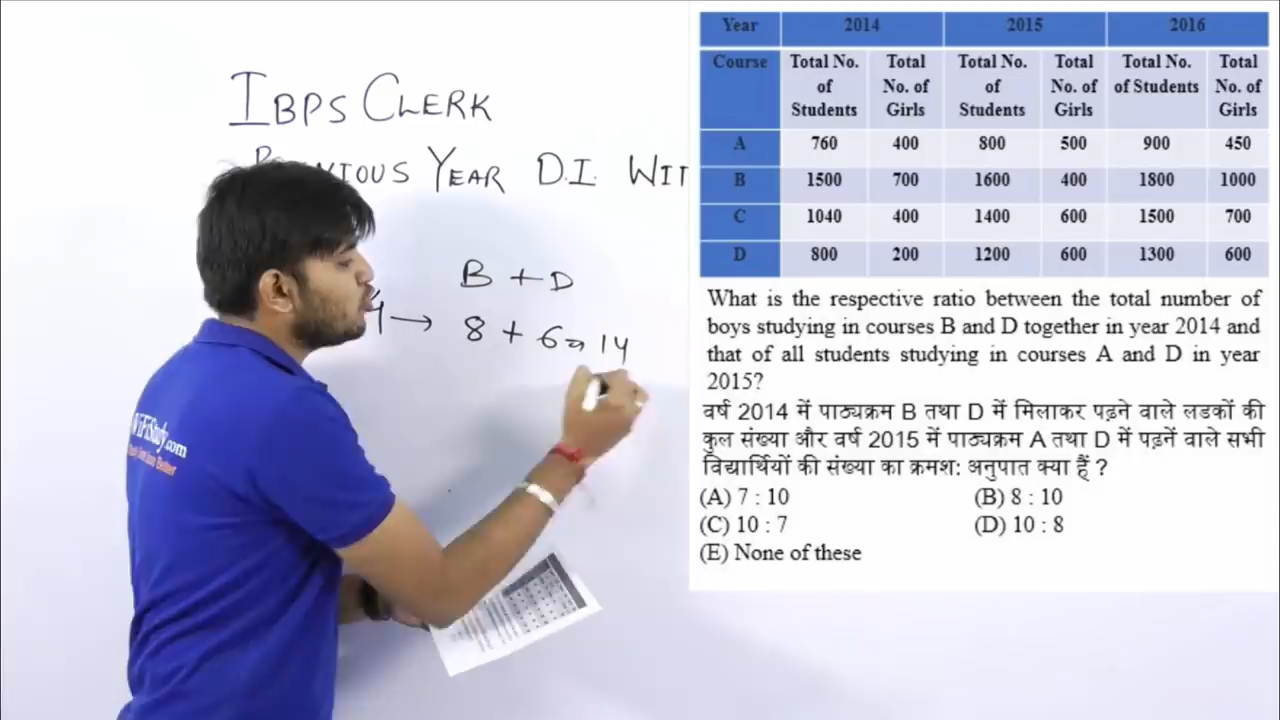 IBPS CLERK
IOUS YEAR D.I. WIT
B + D
4 → 8 + 6 = 14
WiFiStudy.com
Year 2014 2015 2016
Course Total No. of Students Total No. of Girls Total No. of Students Total No. of Girls Total No. of Students Total No. of Girls
A 760 400 800 500 900 450
B 1500 700 1600 400 1800 1000
C 1040 400 1400 600 1500 700
D 800 200 1200 600 1300 600
What is the respective ratio between the total number of
boys studying in courses B and D together in year 2014 and
that of all students studying in courses A and D in year
2015?
वर्ष 2014 में पाठ्यक्रम B तथा D में मिलाकर पढ़ने वाले लडकों की
कुल संख्या और वर्ष 2015 में पाठ्यक्रम A तथा D में पढ़नें वाले सभी
विद्यार्थियों की संख्या का क्रमश: अनुपात क्या हैं ?
(A) 7 : 10 (B) 8 : 10
(C) 10 : 7 (D) 10 : 8
(E) None of these